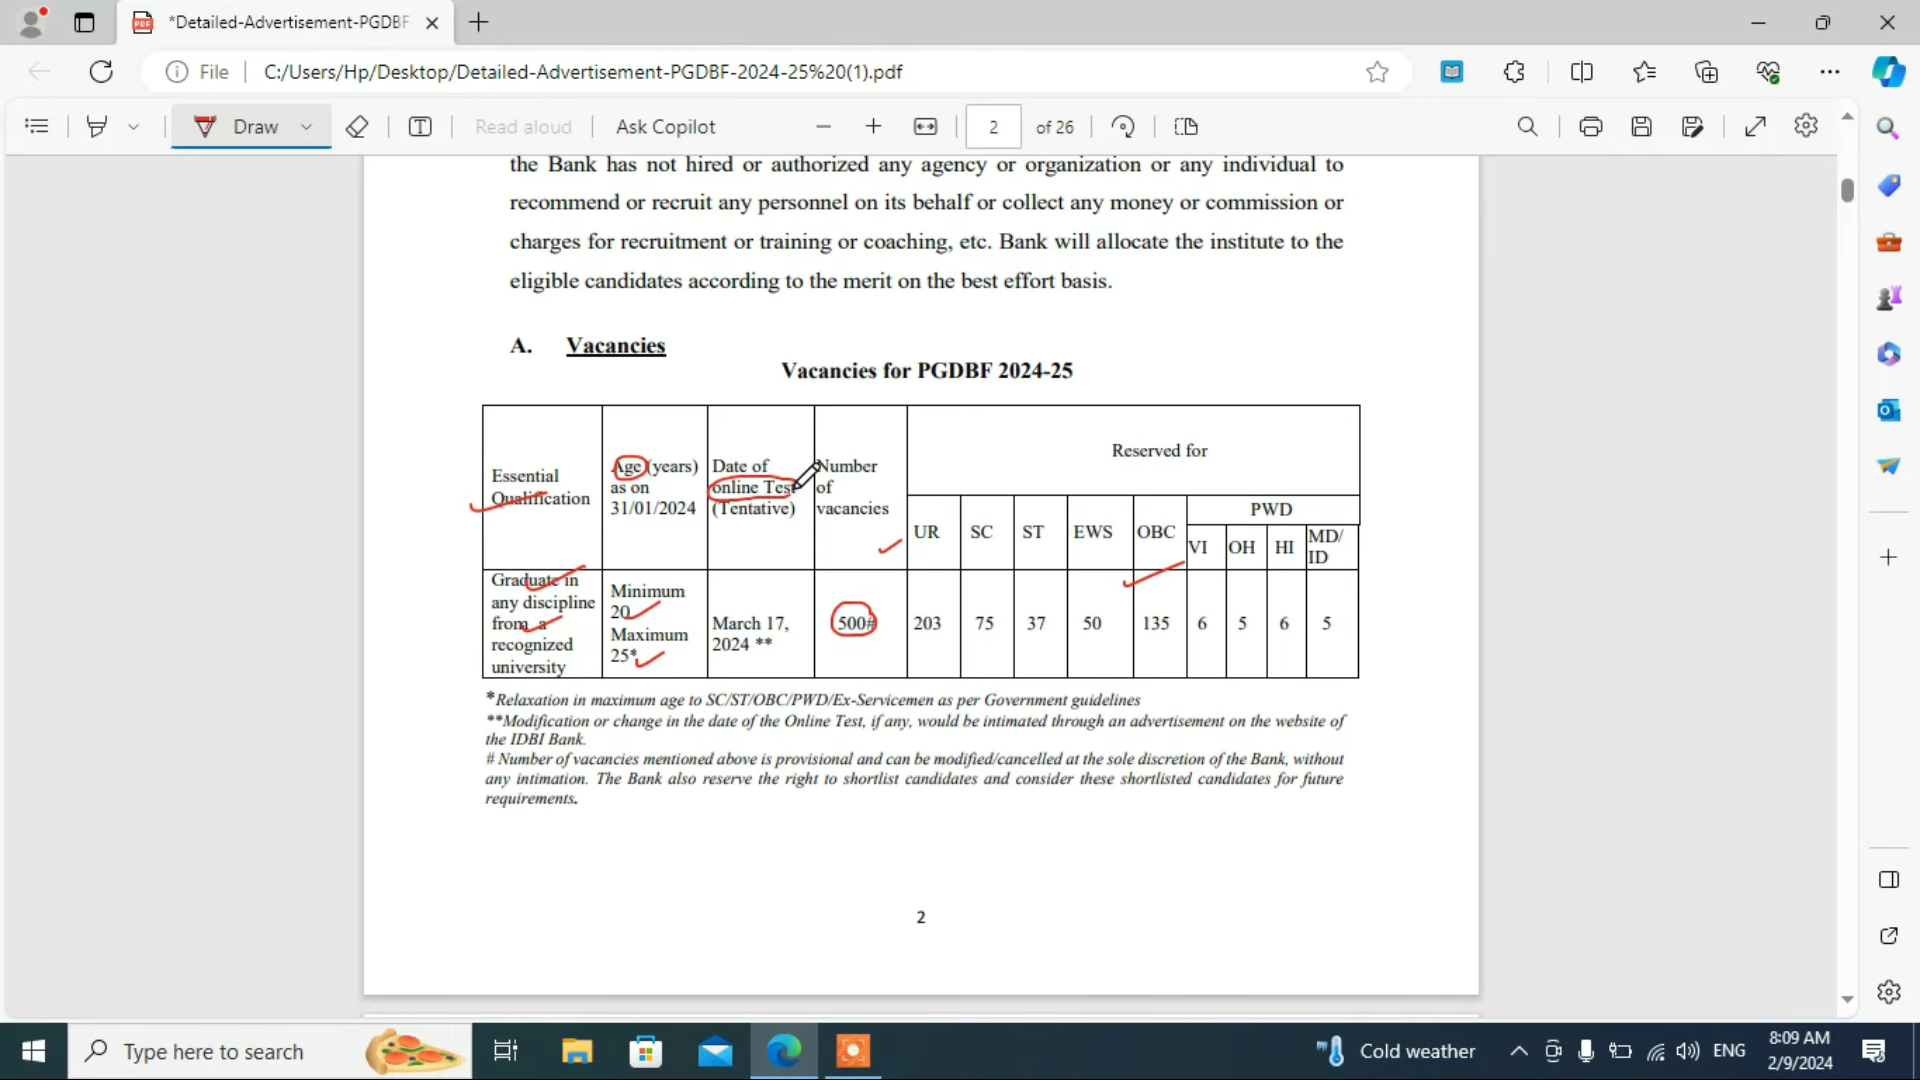 *Detailed-Advertisement-PGDBF
File
C:/Users/Hp/Desktop/Detailed-Advertisement-PGDBF-2024-25%20(1).pdf
Draw
Read aloud
Ask Copilot
2
of 26
the Bank has not hired or authorized any agency or organization or any individual to
recommend or recruit any personnel on its behalf or collect any money or commission or
charges for recruitment or training or coaching, etc. Bank will allocate the institute to the
eligible candidates according to the merit on the best effort basis.
A. Vacancies
Vacancies for PGDBF 2024-25
Essential
Qualification
Age (years)
as on
31/01/2024
Date of
online Test
(Tentative)
Number
of
vacancies
Reserved for
UR
SC
ST
EWS
OBC
PWD
VI
OH
HI
MD/
ID
Graduate in
any discipline
from a
recognized
university
Minimum
20
Maximum
25*
March 17,
2024 **
500#
203
75
37
50
135
6
5
6
5
*Relaxation in maximum age to SC/ST/OBC/PWD/Ex-Servicemen as per Government guidelines
**Modification or change in the date of the Online Test, if any, would be intimated through an advertisement on the website of
the IDBI Bank.
# Number of vacancies mentioned above is provisional and can be modified/cancelled at the sole discretion of the Bank, without
any intimation. The Bank also reserve the right to shortlist candidates and consider these shortlisted candidates for future
requirements.
2
Type here to search
Cold weather
ENG
8:09 AM
2/9/2024